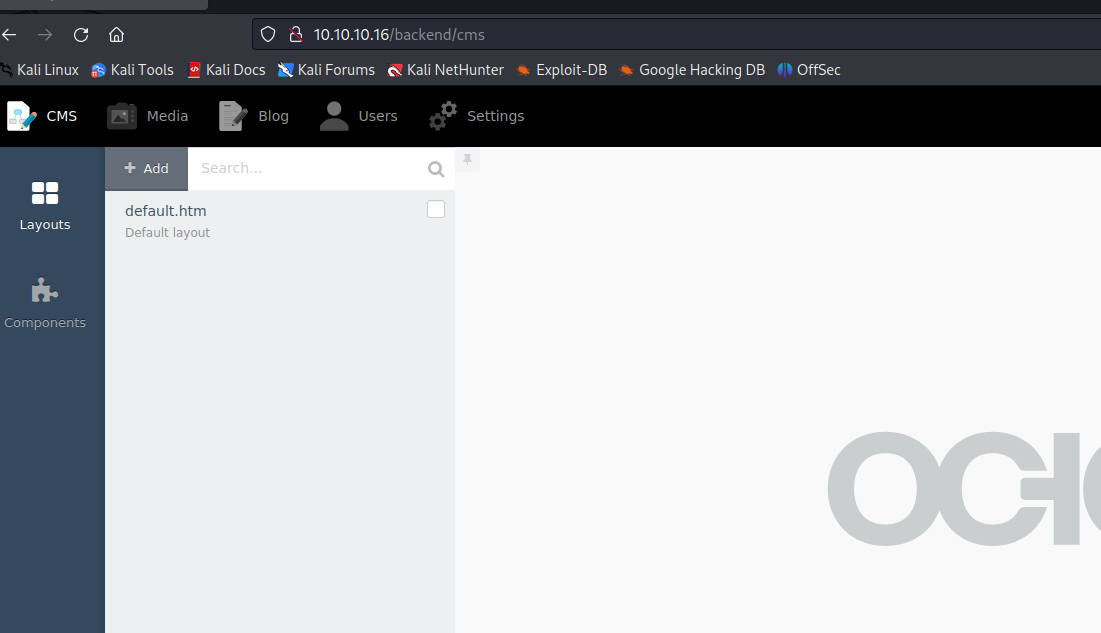 10.10.10.16/backend/cms
Kali Linux Kali Tools Kali Docs Kali Forums Kali NetHunter Exploit-DB Google Hacking DB OffSec
CMS Media Blog Users Settings
+ Add Search...
Layouts
default.htm
Default layout
Components